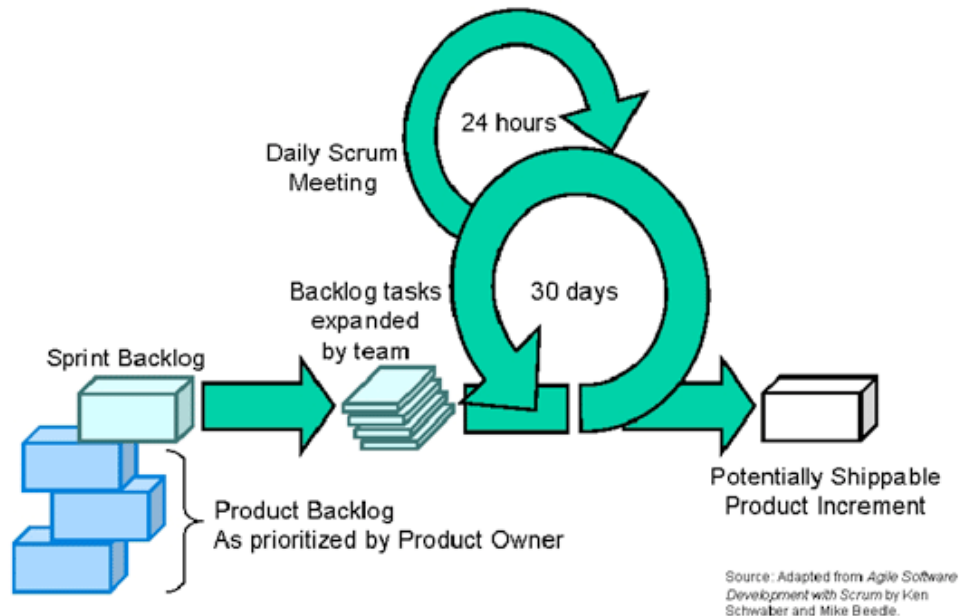 24 hours
Daily Scrum
Meeting
30 days
Backlog tasks
expanded
by team
Sprint Backlog
Potentially Shippable
Product Increment
Product Backlog
As prioritized by Product Owner
Source: Adapted from Agile Software
Development with Scrum by Ken
Schwaber and Mike Beedle.